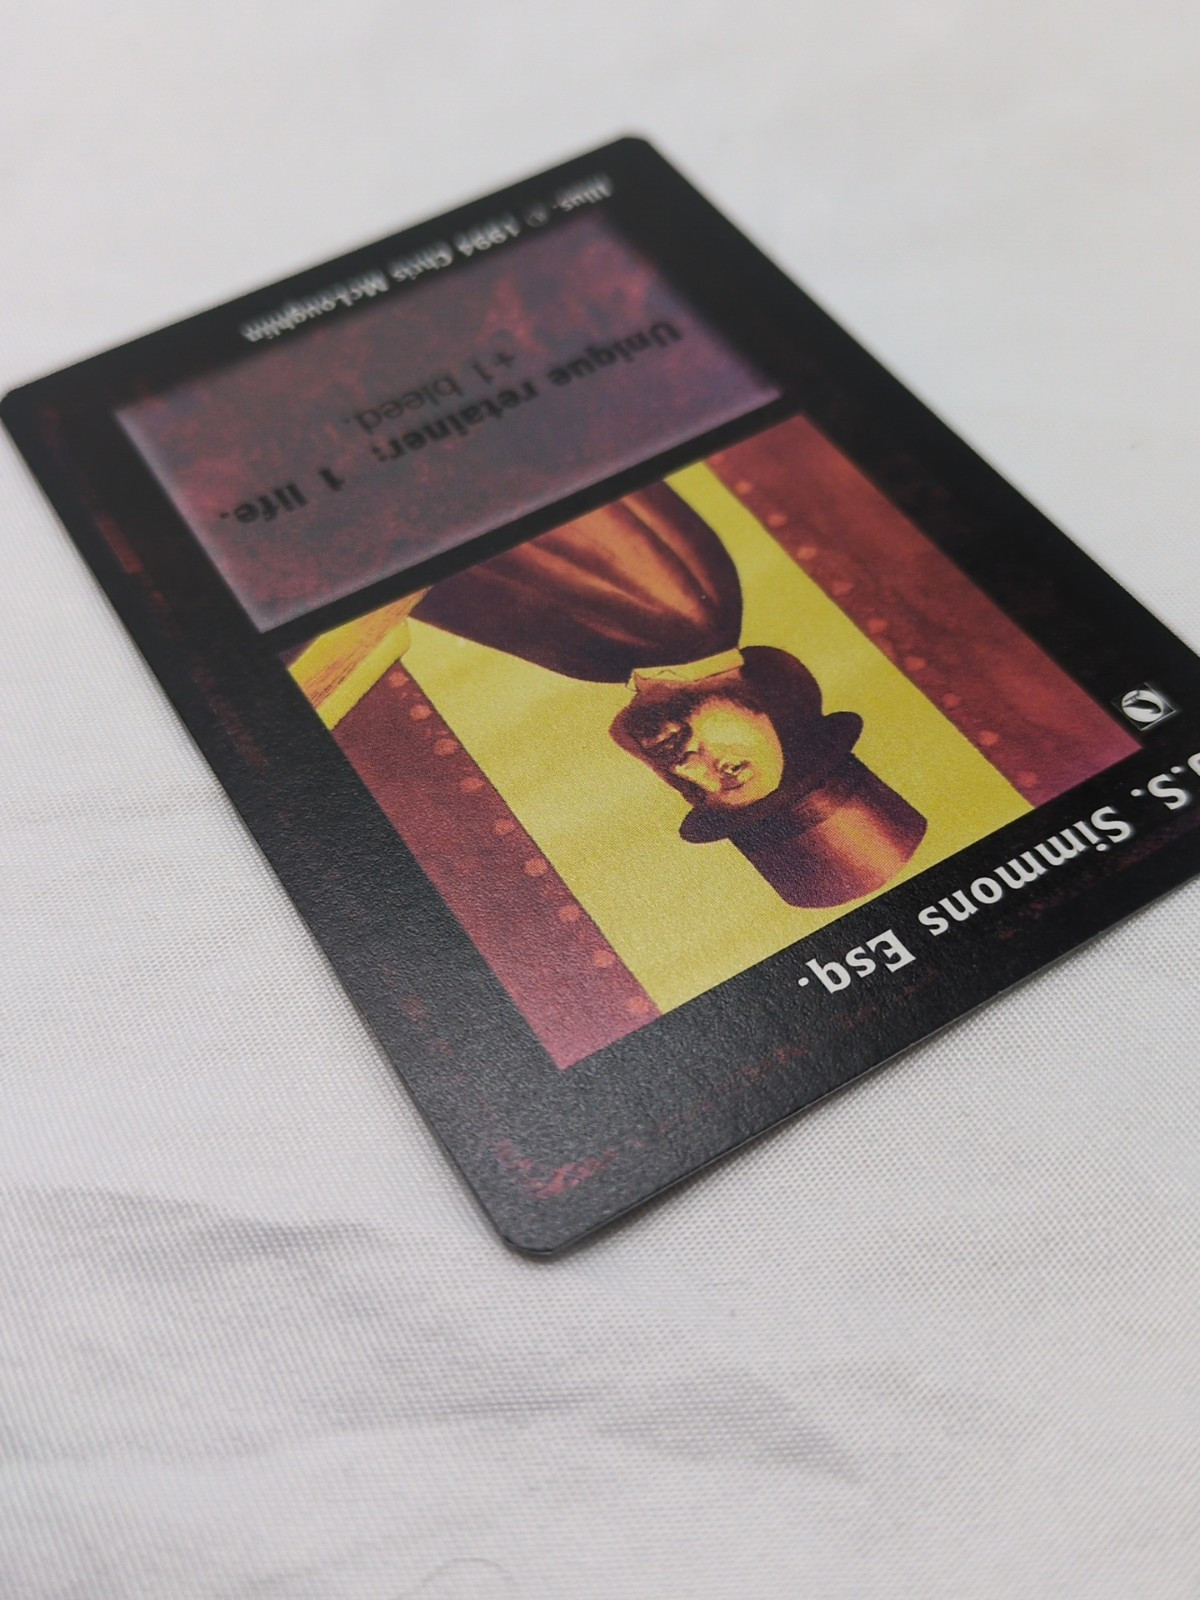 J.S. Simmons Esq.
Unique retainer: 1 life.
+1 bleed.
Illus. © 1994 Chris McLoughlin